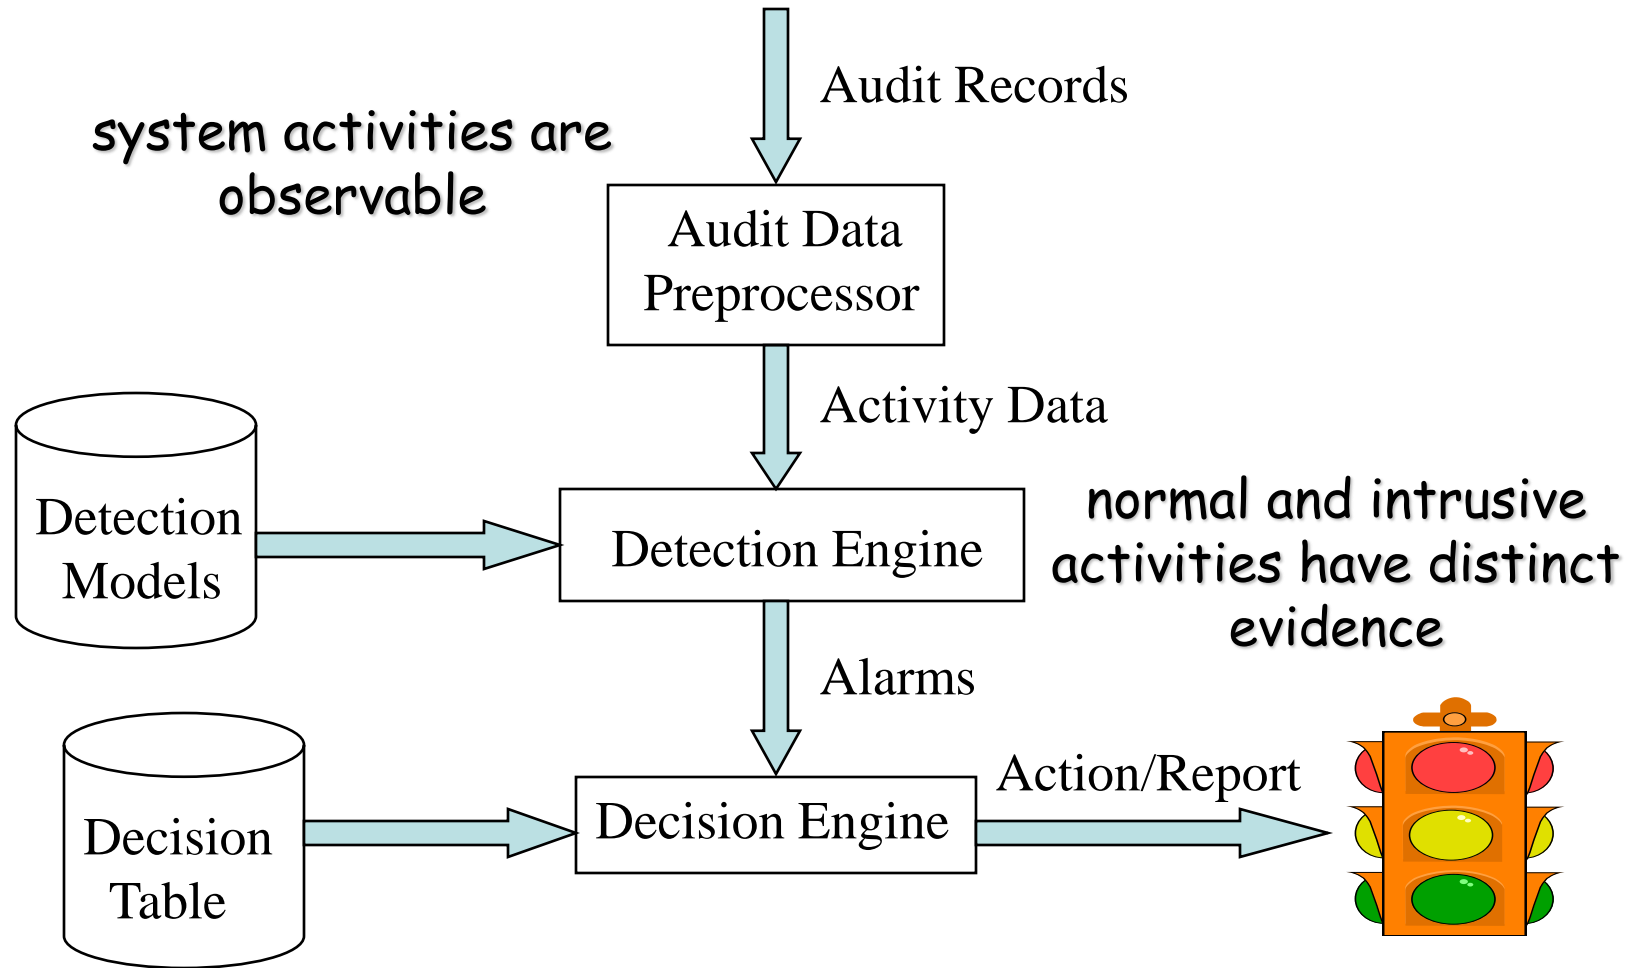 Audit Records
system activities are
observable
Audit Data
Preprocessor
Activity Data
Detection
Models
Detection Engine
normal and intrusive
activities have distinct
evidence
Alarms
Action/Report
Decision
Table
Decision Engine